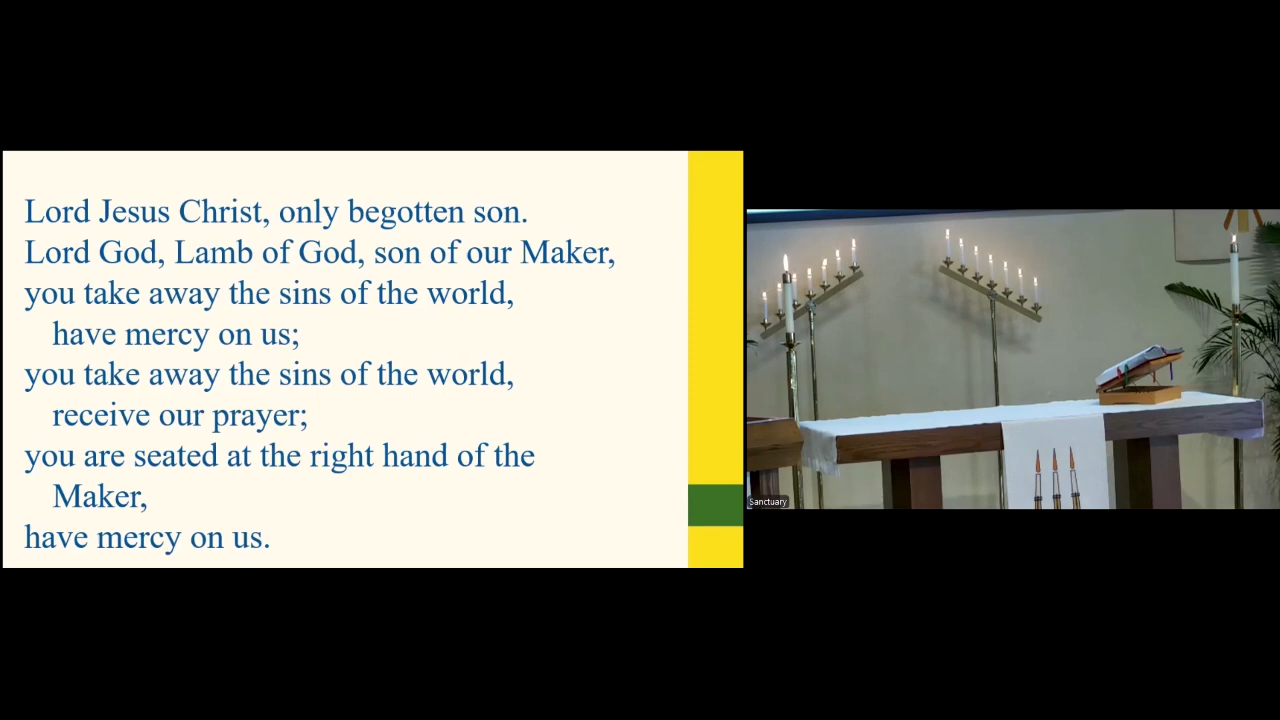 Lord Jesus Christ, only begotten son.
Lord God, Lamb of God, son of our Maker,
you take away the sins of the world,
have mercy on us;
you take away the sins of the world,
receive our prayer;
you are seated at the right hand of the
Maker,
have mercy on us.
Sanctuary